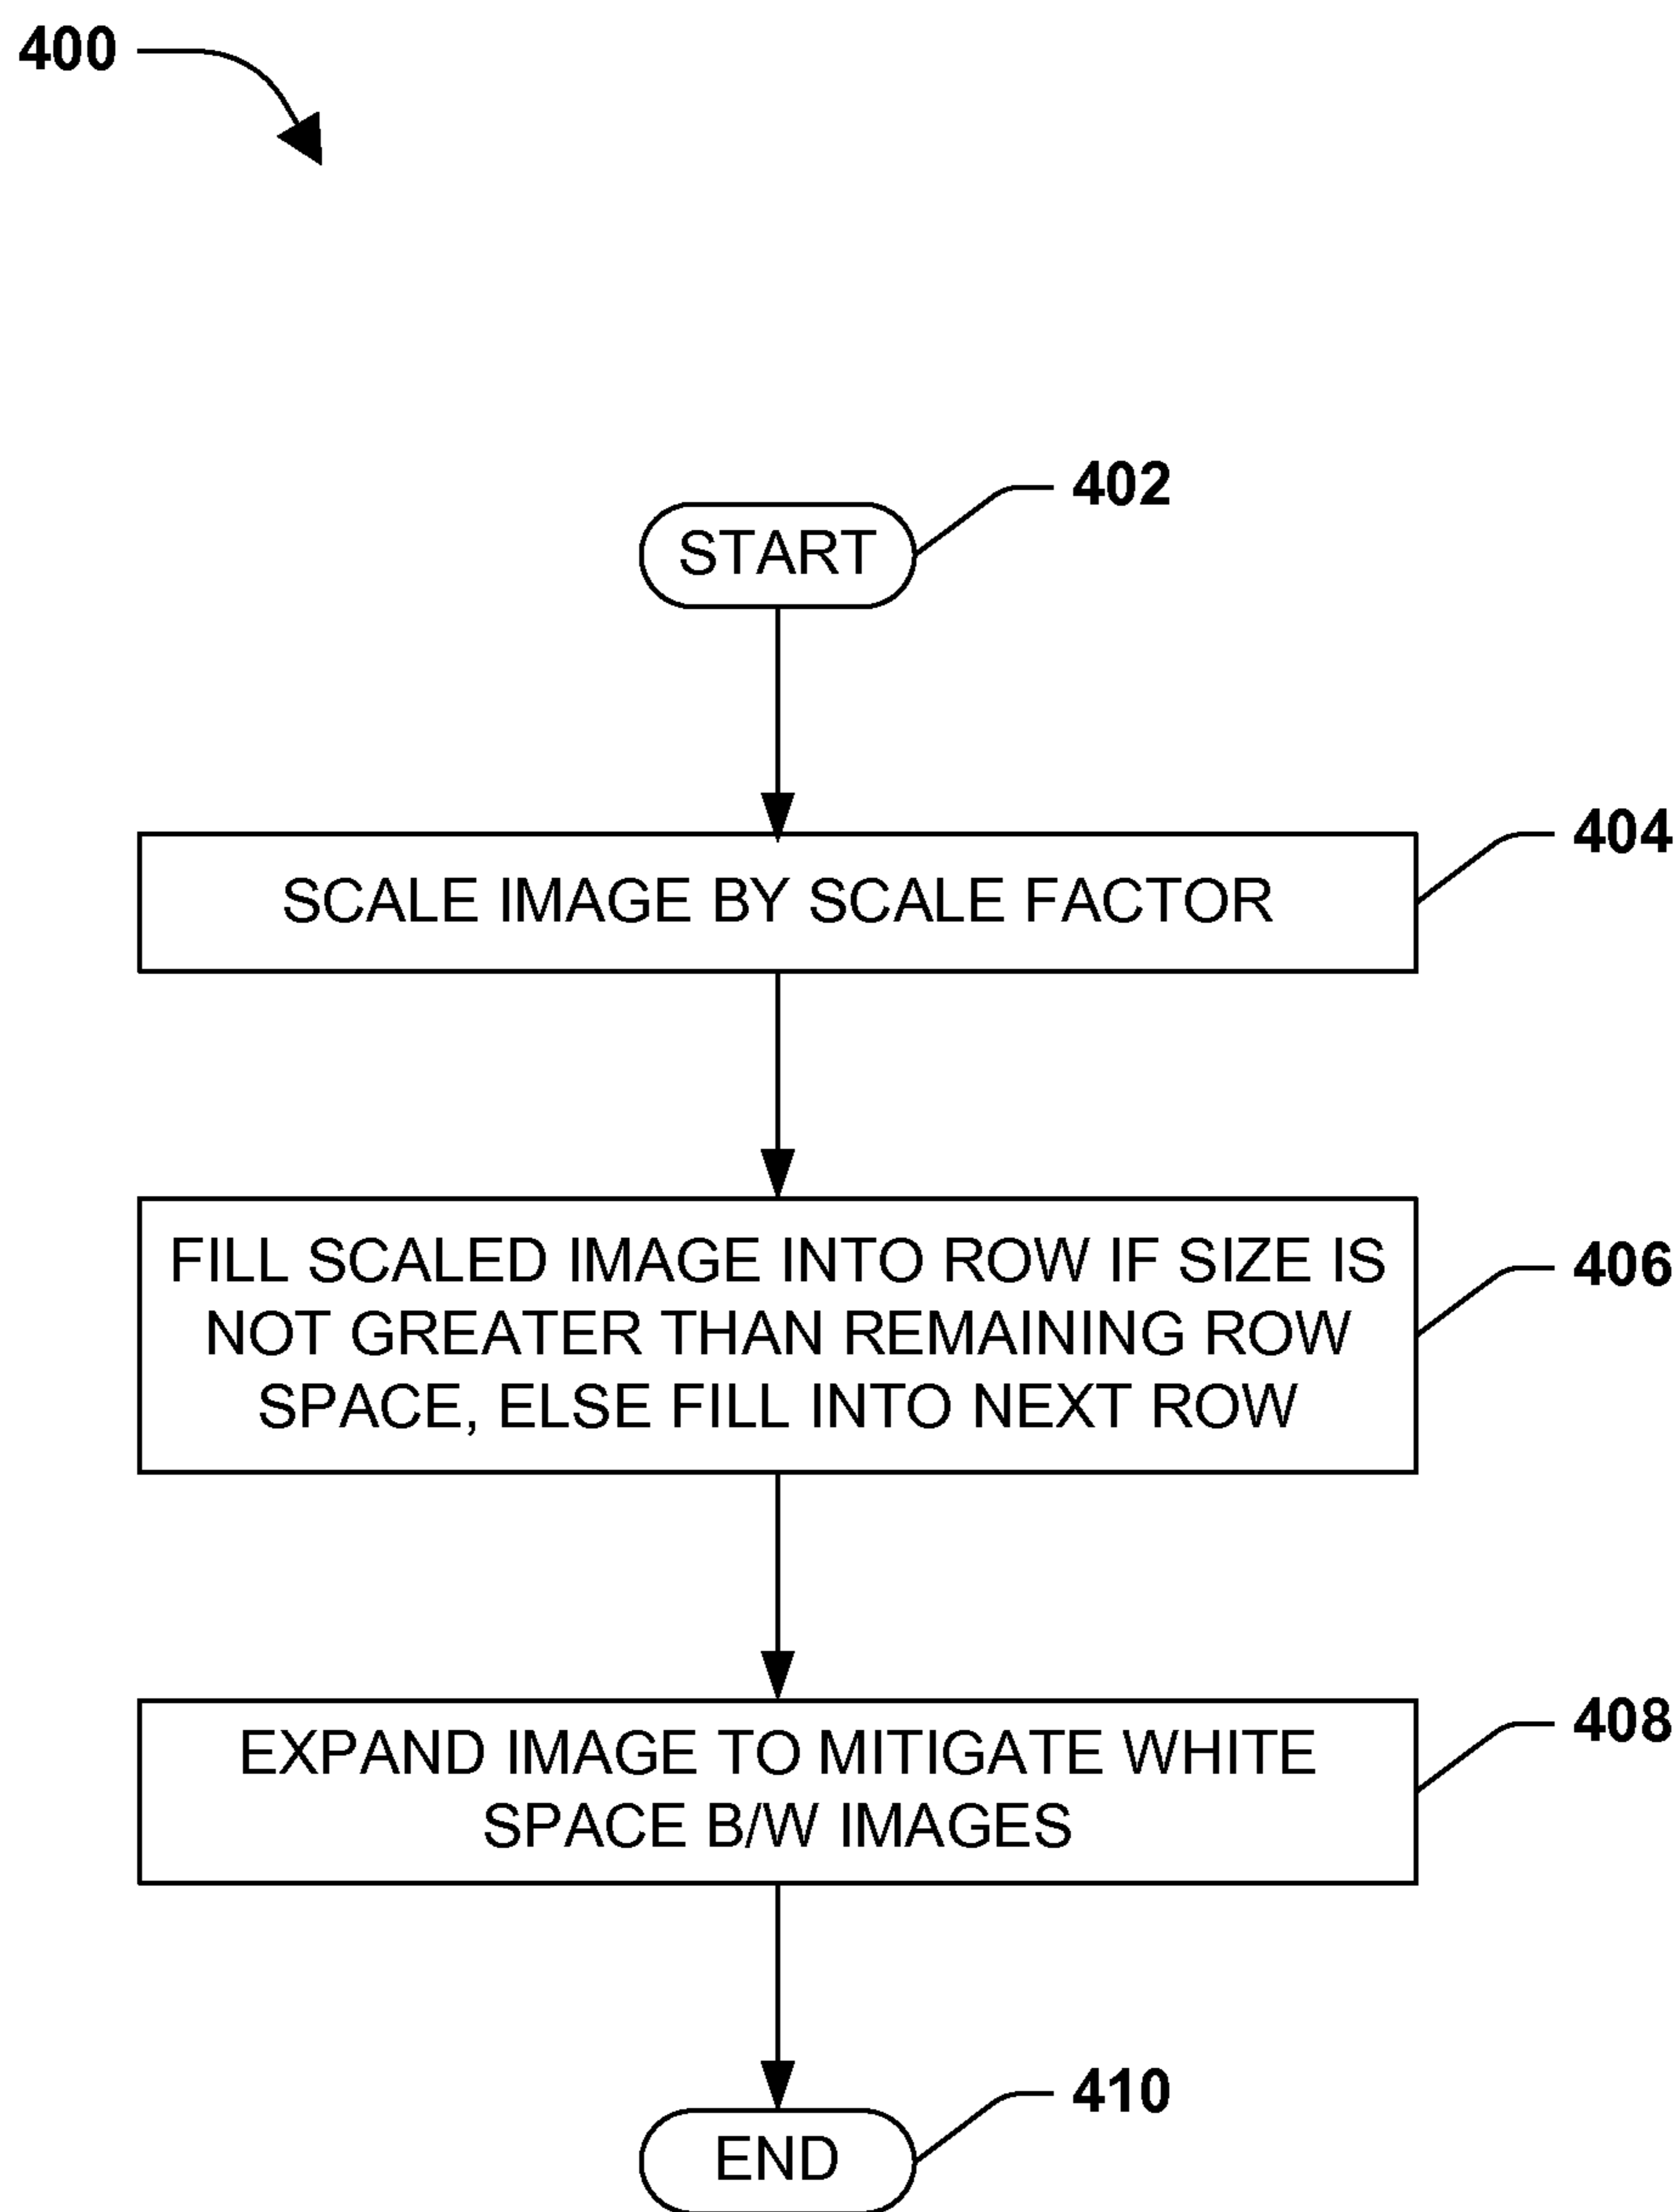 400
402
START
404
SCALE IMAGE BY SCALE FACTOR
406
FILL SCALED IMAGE INTO ROW IF SIZE IS
NOT GREATER THAN REMAINING ROW
SPACE, ELSE FILL INTO NEXT ROW
408
EXPAND IMAGE TO MITIGATE WHITE
SPACE B/W IMAGES
410
END